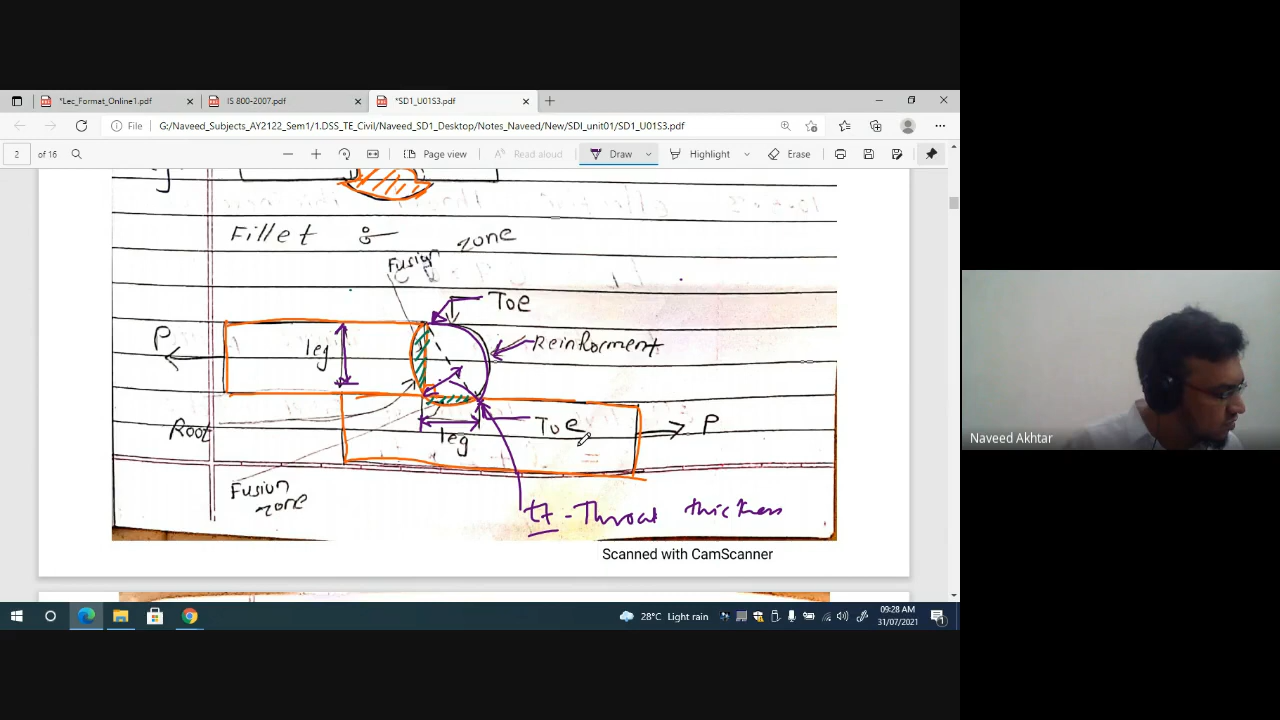 *Lec_Format_Online1.pdf
IS 800-2007.pdf
*SD1_U01S3.pdf
File
G:/Naveed_Subjects_AY2122_Sem1/1.DSS_TE_Civil/Naveed_SD1_Desktop/Notes_Naveed/New/SDI_unit01/SD1_U01S3.pdf
2 of 16
Page view
Read aloud
Draw
Highlight
Erase
Fillet :-
Fusion zone
Toe
P
leg
Reinforment
Root
leg
Toe
P
Fusion
zone
tt - Throat thickness
Scanned with CamScanner
Naveed Akhtar
28°C Light rain
09:28 AM
31/07/2021
1